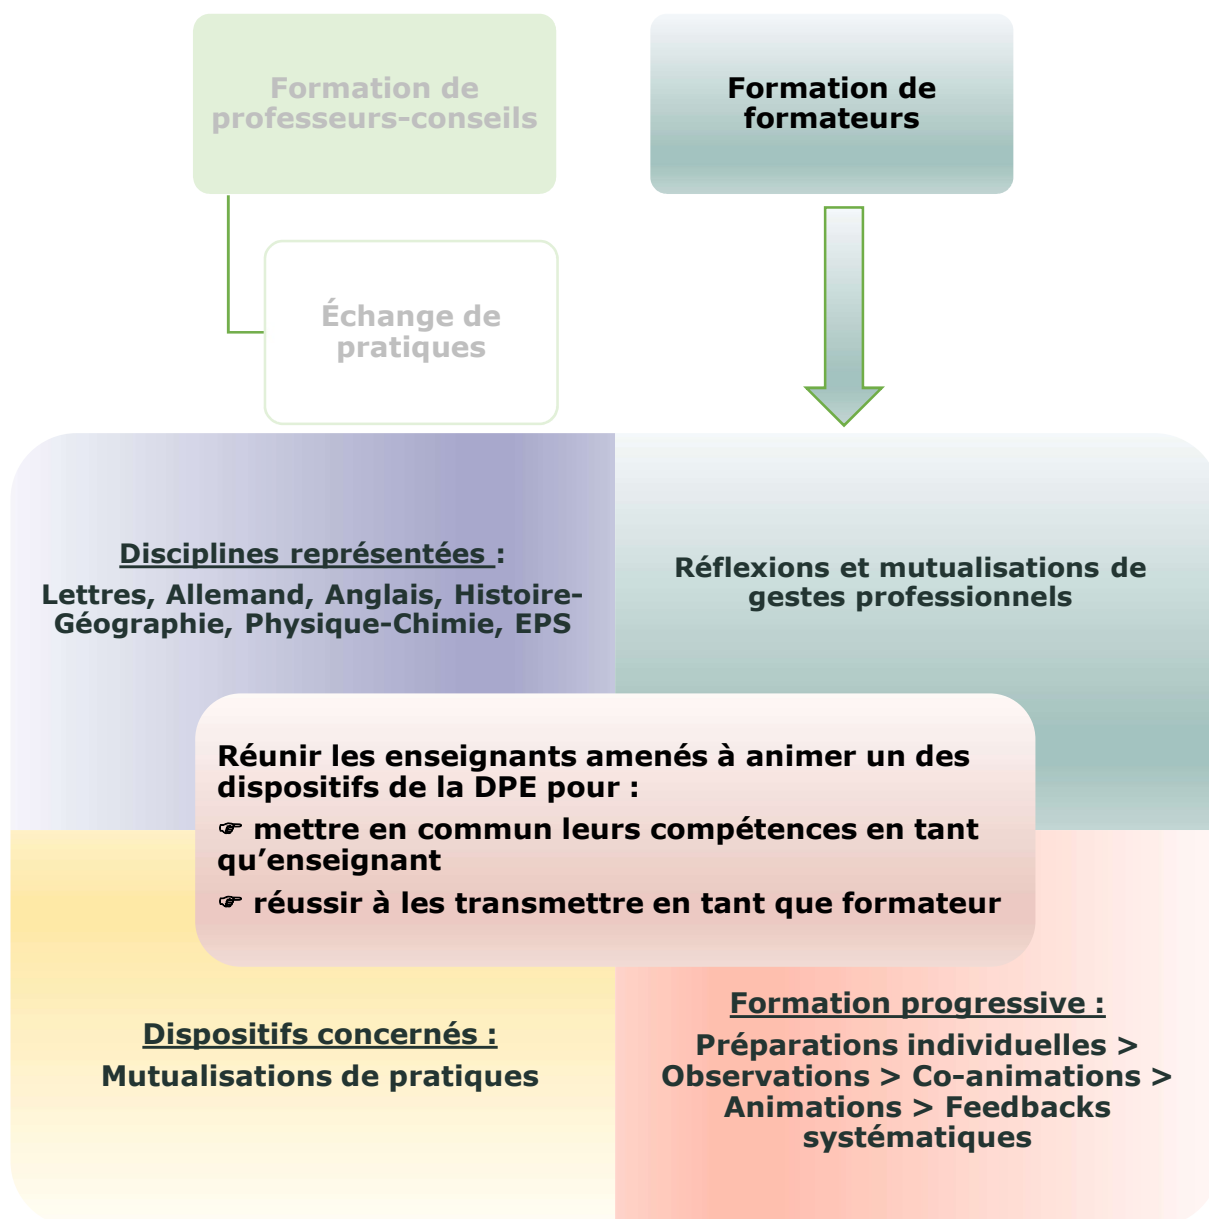 Formation de
professeurs-conseils
Formation de
formateurs
Échange de
pratiques
Disciplines représentées :
Lettres, Allemand, Anglais, Histoire-
Géographie, Physique-Chimie, EPS
Réflexions et mutualisations de
gestes professionnels
Réunir les enseignants amenés à animer un des
dispositifs de la DPE pour :
☞ mettre en commun leurs compétences en tant
qu’enseignant
☞ réussir à les transmettre en tant que formateur
Dispositifs concernés :
Mutualisations de pratiques
Formation progressive :
Préparations individuelles >
Observations > Co-animations >
Animations > Feedbacks
systématiques